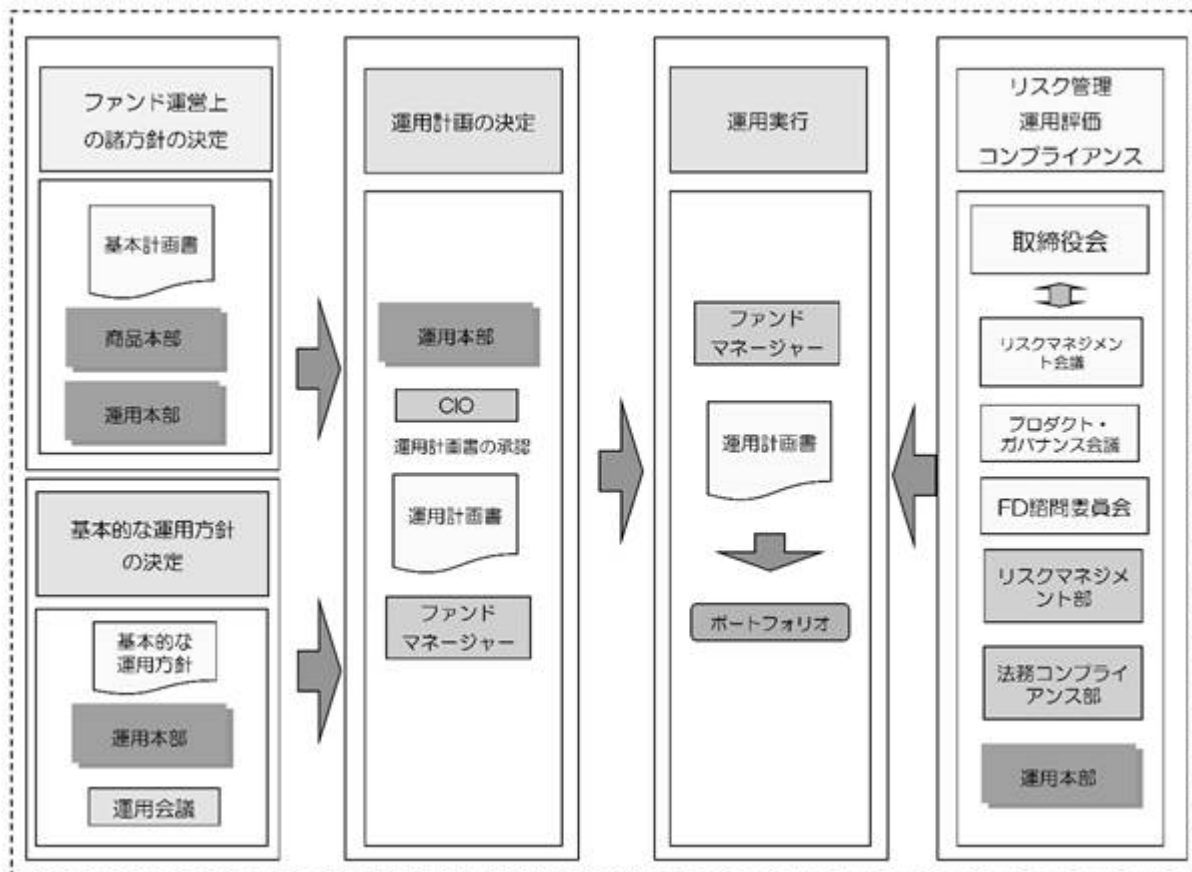 ファンド運営上
の諸方針の決定
基本計画書
商品本部
運用本部
基本的な運用方針
の決定
基本的な
運用方針
運用本部
運用会議
運用計画の決定
運用本部
CIO
運用計画書の承認
運用計画書
ファンド
マネージャー
運用実行
ファンド
マネージャー
運用計画書
ポートフォリオ
リスク管理
運用評価
コンプライアンス
取締役会
リスクマネジメン
ト会議
プロダクト・
ガバナンス会議
FD諮問委員会
リスクマネジメ
ント部
法務コンプライ
アンス部
運用本部